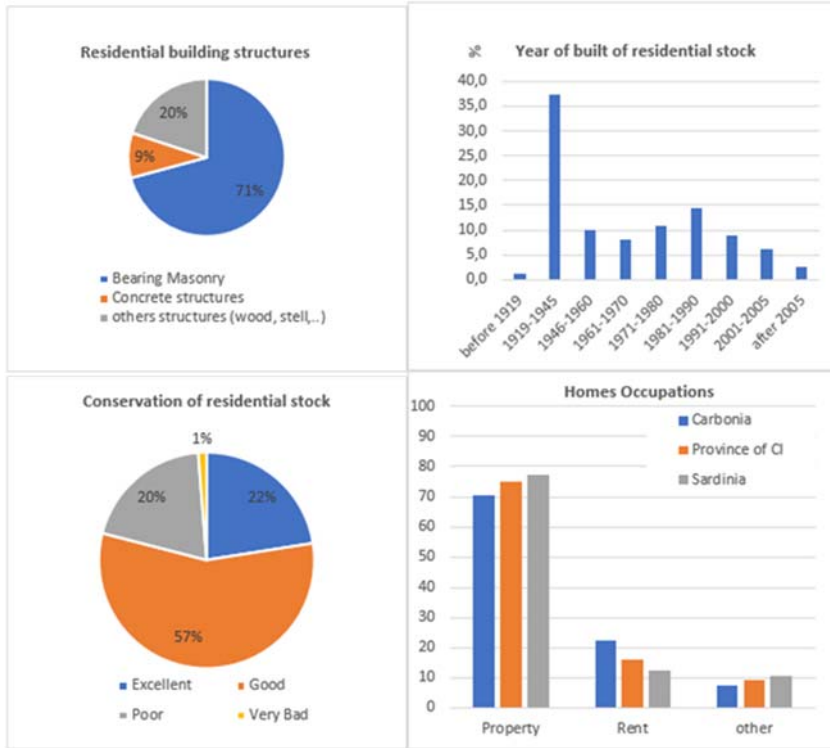 Residential building structures
20%
9%
71%
Bearing Masonry
Concrete structures
others structures (wood, stell,..)
% Year of built of residential stock
40,0
35,0
30,0
25,0
20,0
15,0
10,0
5,0
0,0
before 1919
1919-1945
1946-1960
1961-1970
1971-1980
1981-1990
1991-2000
2001-2005
after 2005
Conservation of residential stock
1%
20%
22%
57%
Excellent Good
Poor Very Bad
Homes Occupations
100
90
80
70
60
50
40
30
20
10
0
Carbonia
Province of CI
Sardinia
Property Rent other